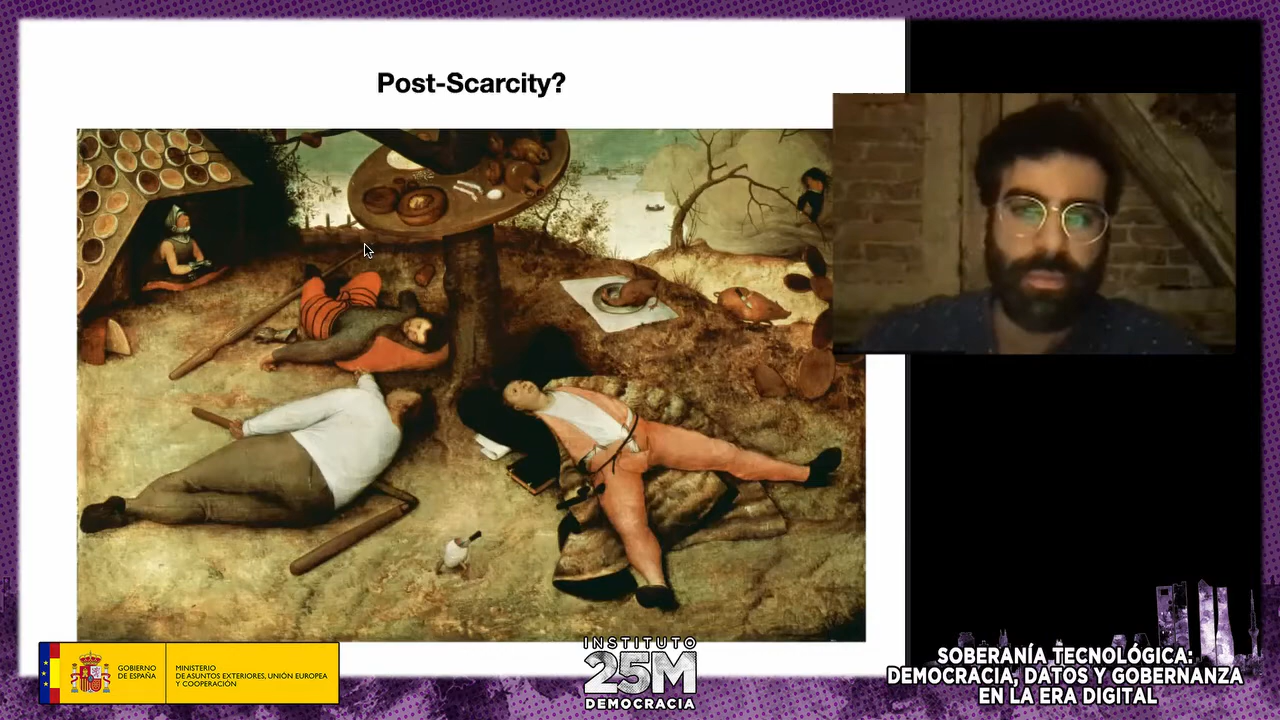 Post-Scarcity?
GOBIERNO
DE ESPAÑA
MINISTERIO
DE ASUNTOS EXTERIORES, UNIÓN EUROPEA
Y COOPERACIÓN
INSTITUTO
25M
DEMOCRACIA
SOBERANÍA TECNOLÓGICA:
DEMOCRACIA, DATOS Y GOBERNANZA
EN LA ERA DIGITAL